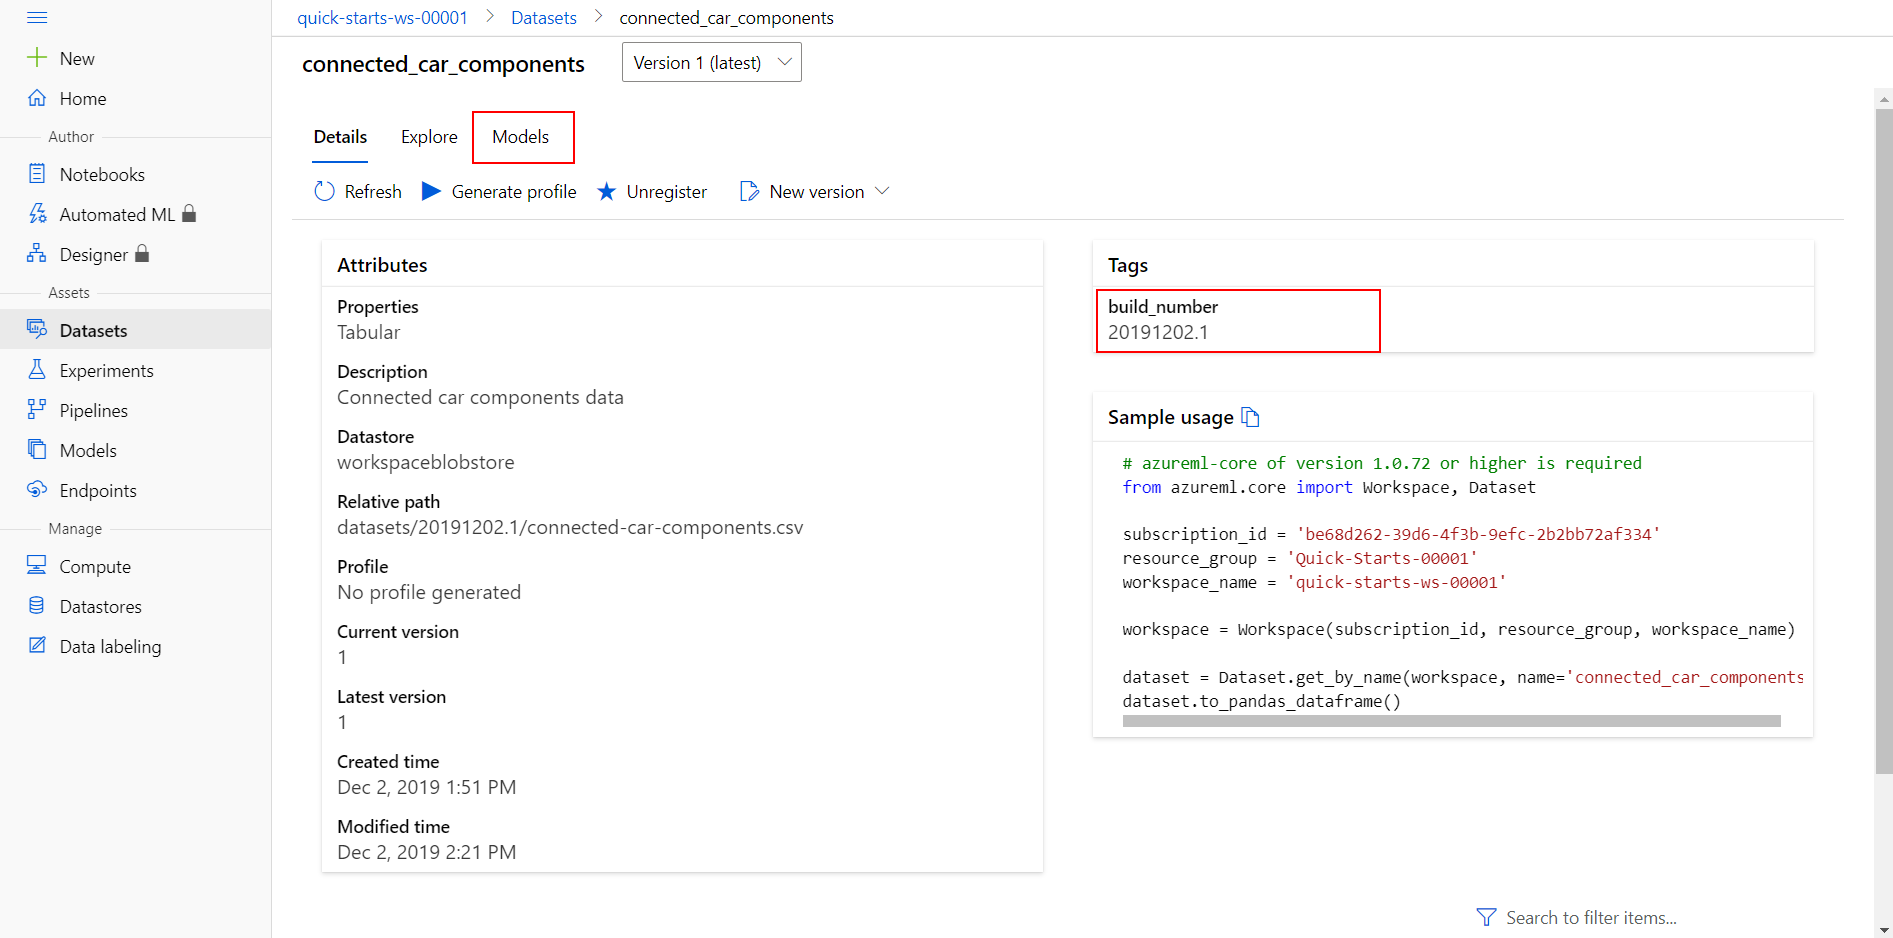 quick-starts-ws-00001 > Datasets > connected_car_components
New
Home
Author
Notebooks
Automated ML
Designer
Assets
Datasets
Experiments
Pipelines
Models
Endpoints
Manage
Compute
Datastores
Data labeling
connected_car_components
Version 1 (latest)
Details Explore Models
Refresh Generate profile Unregister New version
Attributes
Properties
Tabular
Description
Connected car components data
Datastore
workspaceblobstore
Relative path
datasets/20191202.1/connected-car-components.csv
Profile
No profile generated
Current version
1
Latest version
1
Created time
Dec 2, 2019 1:51 PM
Modified time
Dec 2, 2019 2:21 PM
Tags
build_number
20191202.1
Sample usage
# azureml-core of version 1.0.72 or higher is required
from azureml.core import Workspace, Dataset
subscription_id = 'be68d262-39d6-4f3b-9efc-2b2bb72af334'
resource_group = 'Quick-Starts-00001'
workspace_name = 'quick-starts-ws-00001'
workspace = Workspace(subscription_id, resource_group, workspace_name)
dataset = Dataset.get_by_name(workspace, name='connected_car_components
dataset.to_pandas_dataframe()
Search to filter items...